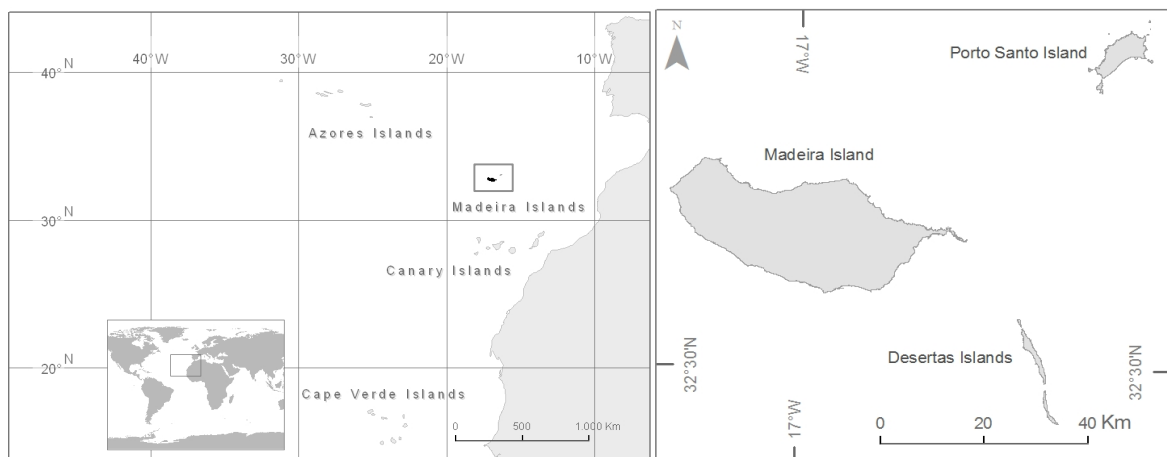 40°W
30°W
20°W
10°W
40°N
Azores Islands
Madeira Islands
30°N
Canary Islands
20°N
Cape Verde Islands
0
500
1.000 Km
N
17°W
Porto Santo Island
Madeira Island
32°30'N
Desertas Islands
32°30'N
17°W
0
20
40 Km